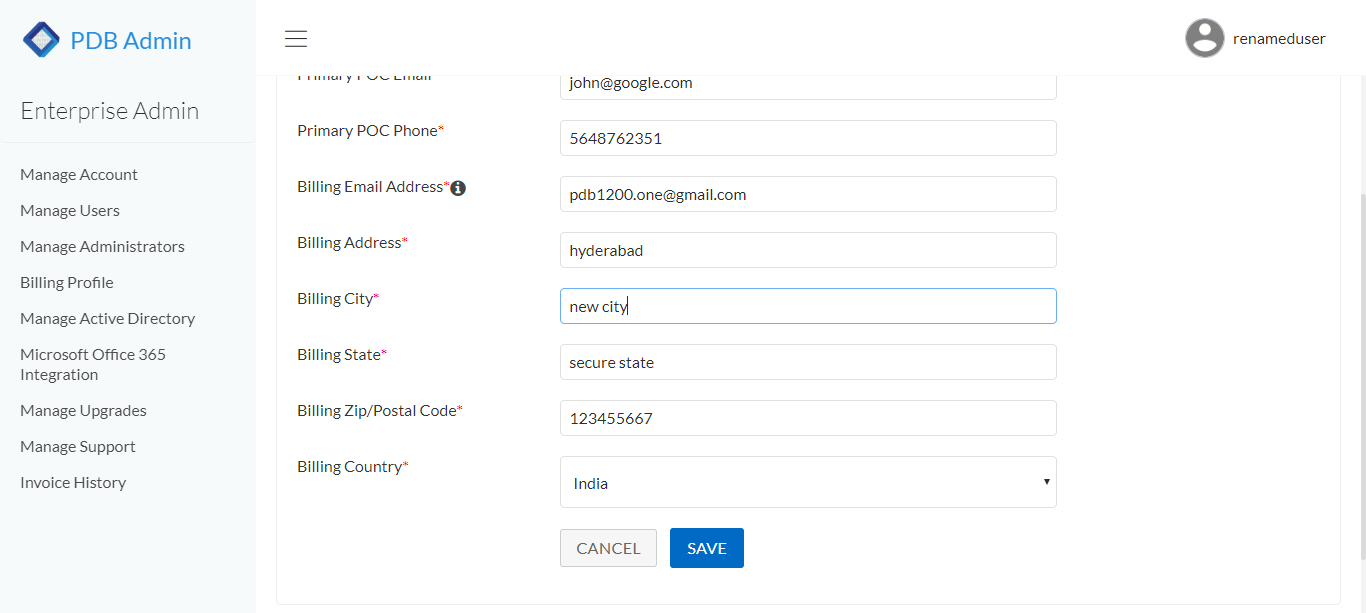 PDB Admin
renameduser
Enterprise Admin
Manage Account
Manage Users
Manage Administrators
Billing Profile
Manage Active Directory
Microsoft Office 365
Integration
Manage Upgrades
Manage Support
Invoice History
Primary POC Email
john@google.com
Primary POC Phone*
5648762351
Billing Email Address*
pdb1200.one@gmail.com
Billing Address*
hyderabad
Billing City*
new city
Billing State*
secure state
Billing Zip/Postal Code*
123455667
Billing Country*
India
CANCEL
SAVE